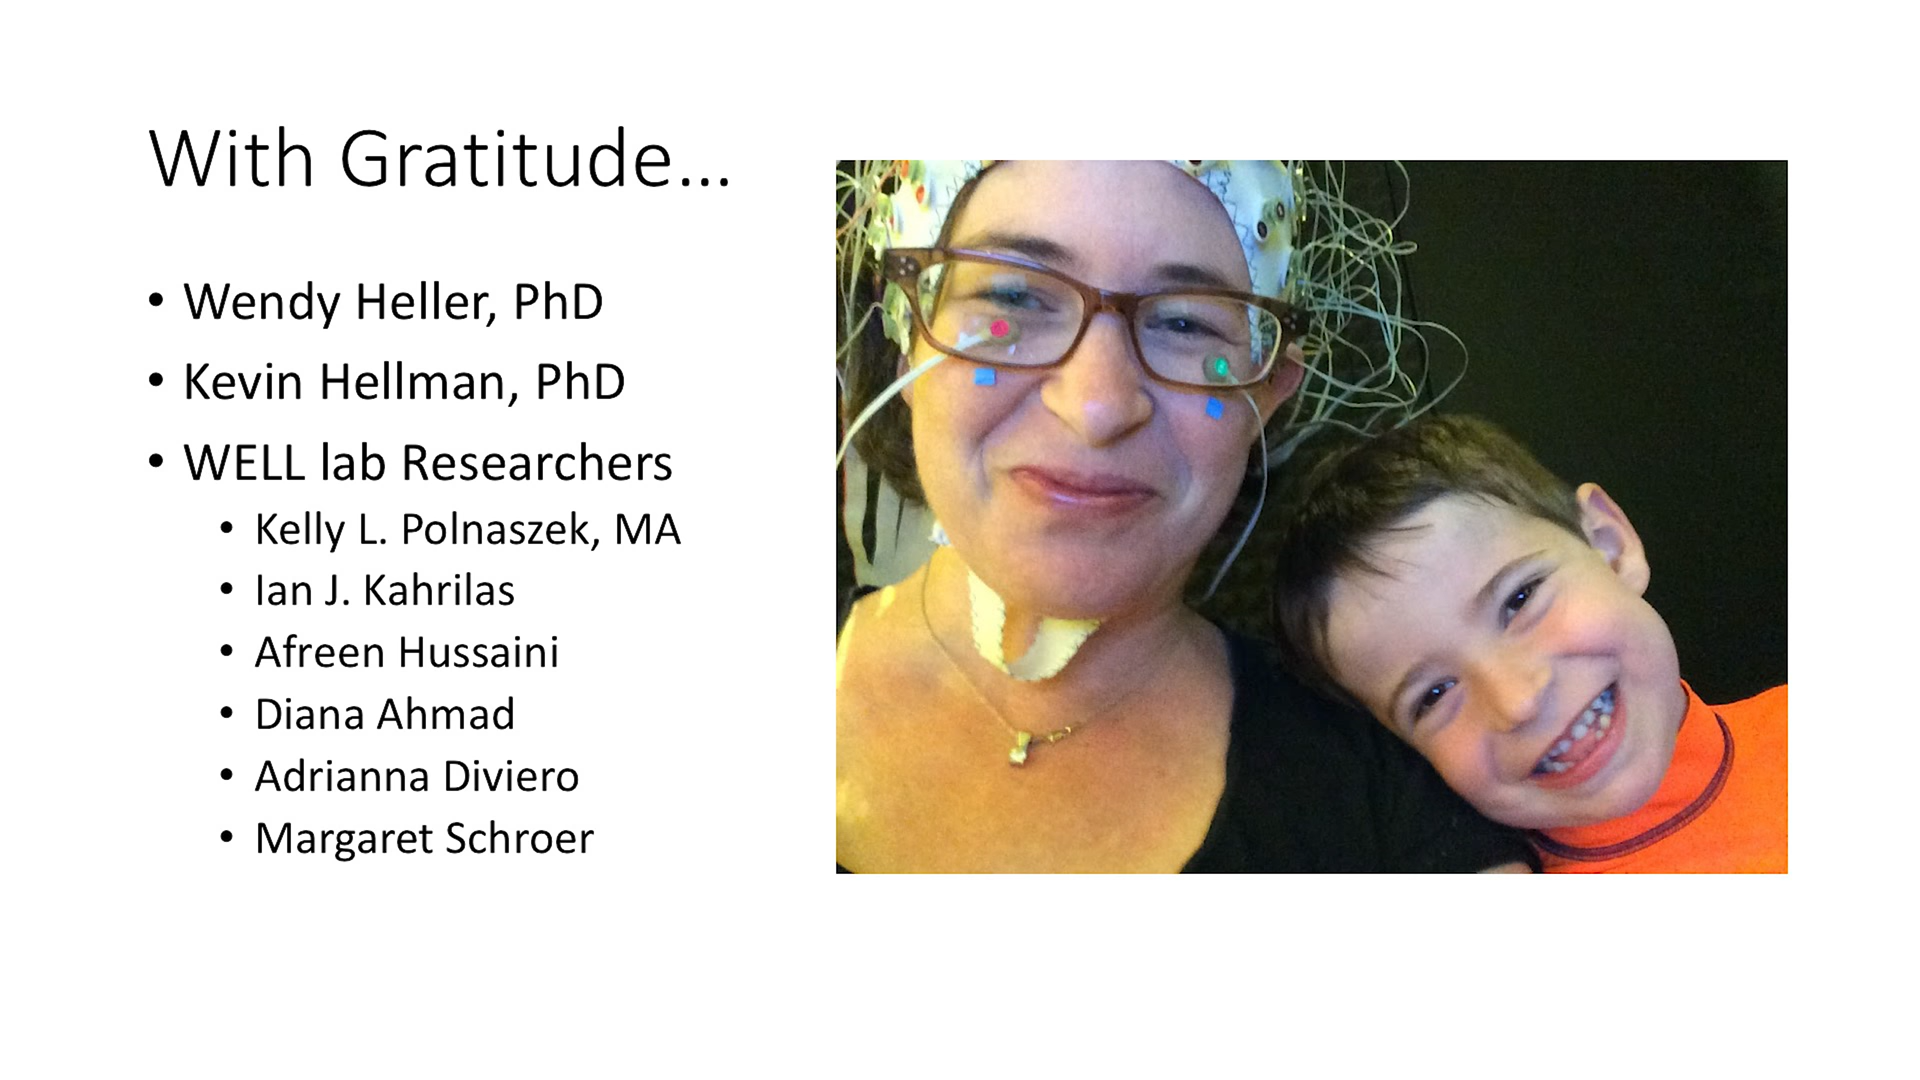 With Gratitude...
• Wendy Heller, PhD
• Kevin Hellman, PhD
• WELL lab Researchers
• Kelly L. Polnaszek, MA
• Ian J. Kahrilas
• Afreen Hussaini
• Diana Ahmad
• Adrianna Diviero
• Margaret Schroer